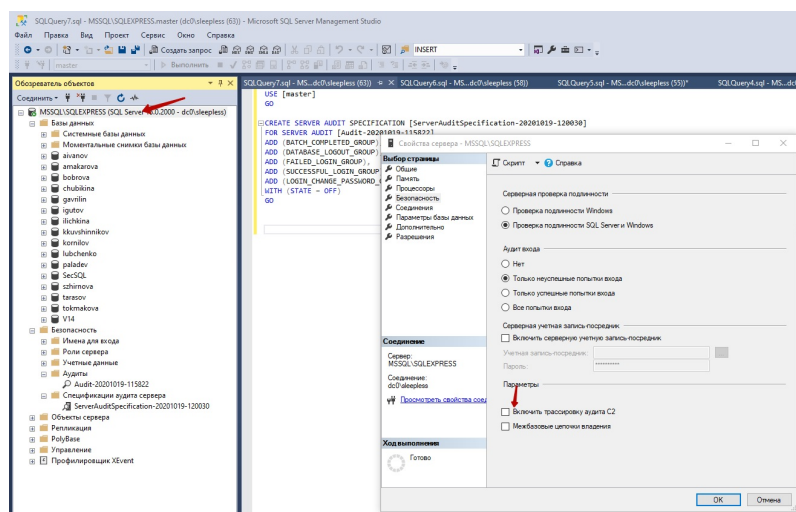 SQLQuery7.sql - MSSQL\SQLEXPRESS.master (dc0\sleepless (63)) - Microsoft SQL Server Management Studio
Файл Правка Вид Проект Сервис Окно Справка
Создать запрос INSERT
master Выполнить
Обозреватель объектов
SQLQuery7.sql - MS...dc0\sleepless (63)) SQLQuery6.sql - MS...dc0\sleepless (58)) SQLQuery5.sql - MS...dc0\sleepless (55))* SQLQuery4.sql - MS...dc
Соединить
MSSQL\SQLEXPRESS (SQL Server .0.2000 - dc0\sleepless)
Базы данных
Системные базы данных
Моментальные снимки базы данных
aivanov
amakarova
bobrova
chubikina
gavrilin
igutov
ilichkina
kkuvshinnikov
kornilov
lubchenko
paladev
SecSQL
szhirnova
tarasov
tokmakova
V14
Безопасность
Имена для входа
Роли сервера
Учетные данные
Аудиты
Audit-20201019-115822
Спецификации аудита сервера
ServerAuditSpecification-20201019-120030
Объекты сервера
Репликация
PolyBase
Управление
Профилировщик XEvent
USE [master]
GO
CREATE SERVER AUDIT SPECIFICATION [ServerAuditSpecification-20201019-120030]
FOR SERVER AUDIT [Audit-20201019-115822]
ADD (BATCH_COMPLETED_GROUP)
ADD (DATABASE_LOGOUT_GROUP)
ADD (FAILED_LOGIN_GROUP),
ADD (SUCCESSFUL_LOGIN_GROUP
ADD (LOGIN_CHANGE_PASSWORD_
WITH (STATE = OFF)
GO
Свойства сервера - MSSQL\SQLEXPRESS
Выбор страницы
Общие
Память
Процессоры
Безопасность
Соединения
Параметры базы данных
Дополнительно
Разрешения
Соединение
Сервер:
MSSQL\SQLEXPRESS
Соединение:
dc0\sleepless
Просмотреть свойства соед
Ход выполнения
Готово
Скрипт Справка
Серверная проверка подлинности
Проверка подлинности Windows
Проверка подлинности SQL Server и Windows
Аудит входа
Нет
Только неуспешные попытки входа
Только успешные попытки входа
Все попытки входа
Серверная учетная запись-посредник
Включить серверную учетную запись-посредник
Учетная запись-посредник:
Пароль: **********
Параметры
Включить трассировку аудита C2
Межбазовые цепочки владения
OK Отмена